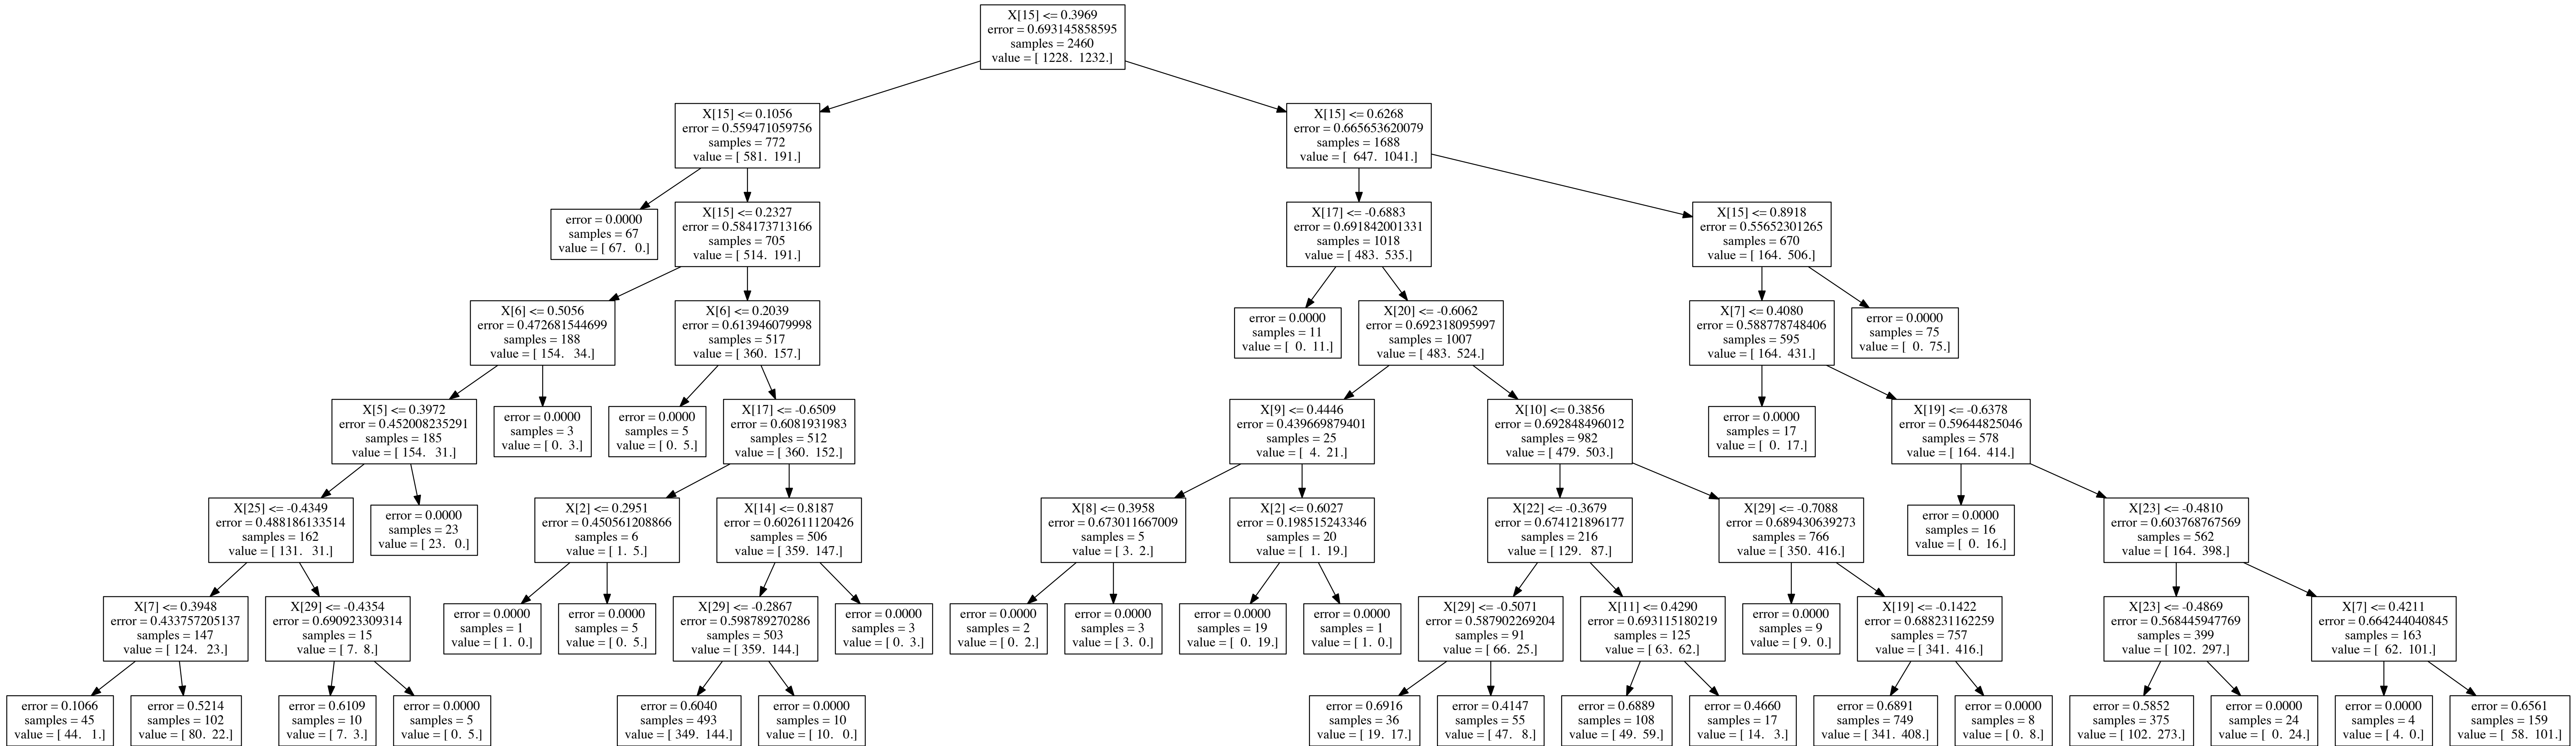 X[15] <= 0.3969
error = 0.693145858595
samples = 2460
value = [ 1228. 1232.]
X[15] <= 0.1056
error = 0.559471059756
samples = 772
value = [ 581. 191.]
X[15] <= 0.6268
error = 0.665653620079
samples = 1688
value = [ 647. 1041.]
error = 0.0000
samples = 67
value = [ 67. 0.]
X[15] <= 0.2327
error = 0.584173713166
samples = 705
value = [ 514. 191.]
X[17] <= -0.6883
error = 0.691842001331
samples = 1018
value = [ 483. 535.]
X[15] <= 0.8918
error = 0.55652301265
samples = 670
value = [ 164. 506.]
X[6] <= 0.5056
error = 0.472681544699
samples = 188
value = [ 154. 34.]
X[6] <= 0.2039
error = 0.613946079998
samples = 517
value = [ 360. 157.]
error = 0.0000
samples = 11
value = [ 0. 11.]
X[20] <= -0.6062
error = 0.692318095997
samples = 1007
value = [ 483. 524.]
X[7] <= 0.4080
error = 0.588778748406
samples = 595
value = [ 164. 431.]
error = 0.0000
samples = 75
value = [ 0. 75.]
X[5] <= 0.3972
error = 0.452008235291
samples = 185
value = [ 154. 31.]
error = 0.0000
samples = 3
value = [ 0. 3.]
error = 0.0000
samples = 5
value = [ 0. 5.]
X[17] <= -0.6509
error = 0.6081931983
samples = 512
value = [ 360. 152.]
X[9] <= 0.4446
error = 0.439669879401
samples = 25
value = [ 4. 21.]
X[10] <= 0.3856
error = 0.692848496012
samples = 982
value = [ 479. 503.]
error = 0.0000
samples = 17
value = [ 0. 17.]
X[19] <= -0.6378
error = 0.59644825046
samples = 578
value = [ 164. 414.]
X[25] <= -0.4349
error = 0.488186133514
samples = 162
value = [ 131. 31.]
error = 0.0000
samples = 23
value = [ 23. 0.]
X[2] <= 0.2951
error = 0.450561208866
samples = 6
value = [ 1. 5.]
X[14] <= 0.8187
error = 0.602611120426
samples = 506
value = [ 359. 147.]
X[8] <= 0.3958
error = 0.673011667009
samples = 5
value = [ 3. 2.]
X[2] <= 0.6027
error = 0.198515243346
samples = 20
value = [ 1. 19.]
X[22] <= -0.3679
error = 0.674121896177
samples = 216
value = [ 129. 87.]
X[29] <= -0.7088
error = 0.689430639273
samples = 766
value = [ 350. 416.]
error = 0.0000
samples = 16
value = [ 0. 16.]
X[23] <= -0.4810
error = 0.603768767569
samples = 562
value = [ 164. 398.]
X[7] <= 0.3948
error = 0.433757205137
samples = 147
value = [ 124. 23.]
X[29] <= -0.4354
error = 0.690923309314
samples = 15
value = [ 7. 8.]
error = 0.0000
samples = 1
value = [ 1. 0.]
error = 0.0000
samples = 5
value = [ 0. 5.]
X[29] <= -0.2867
error = 0.598789270286
samples = 503
value = [ 359. 144.]
error = 0.0000
samples = 3
value = [ 0. 3.]
error = 0.0000
samples = 2
value = [ 0. 2.]
error = 0.0000
samples = 3
value = [ 3. 0.]
error = 0.0000
samples = 19
value = [ 0. 19.]
error = 0.0000
samples = 1
value = [ 1. 0.]
X[29] <= -0.5071
error = 0.587902269204
samples = 91
value = [ 66. 25.]
X[11] <= 0.4290
error = 0.693115180219
samples = 125
value = [ 63. 62.]
error = 0.0000
samples = 9
value = [ 9. 0.]
X[19] <= -0.1422
error = 0.688231162259
samples = 757
value = [ 341. 416.]
X[23] <= -0.4869
error = 0.568445947769
samples = 399
value = [ 102. 297.]
X[7] <= 0.4211
error = 0.664244040845
samples = 163
value = [ 62. 101.]
error = 0.1066
samples = 45
value = [ 44. 1.]
error = 0.5214
samples = 102
value = [ 80. 22.]
error = 0.6109
samples = 10
value = [ 7. 3.]
error = 0.0000
samples = 5
value = [ 0. 5.]
error = 0.6040
samples = 493
value = [ 349. 144.]
error = 0.0000
samples = 10
value = [ 10. 0.]
error = 0.6916
samples = 36
value = [ 19. 17.]
error = 0.4147
samples = 55
value = [ 47. 8.]
error = 0.6889
samples = 108
value = [ 49. 59.]
error = 0.4660
samples = 17
value = [ 14. 3.]
error = 0.6891
samples = 749
value = [ 341. 408.]
error = 0.0000
samples = 8
value = [ 0. 8.]
error = 0.5852
samples = 375
value = [ 102. 273.]
error = 0.0000
samples = 24
value = [ 0. 24.]
error = 0.0000
samples = 4
value = [ 4. 0.]
error = 0.6561
samples = 159
value = [ 58. 101.]